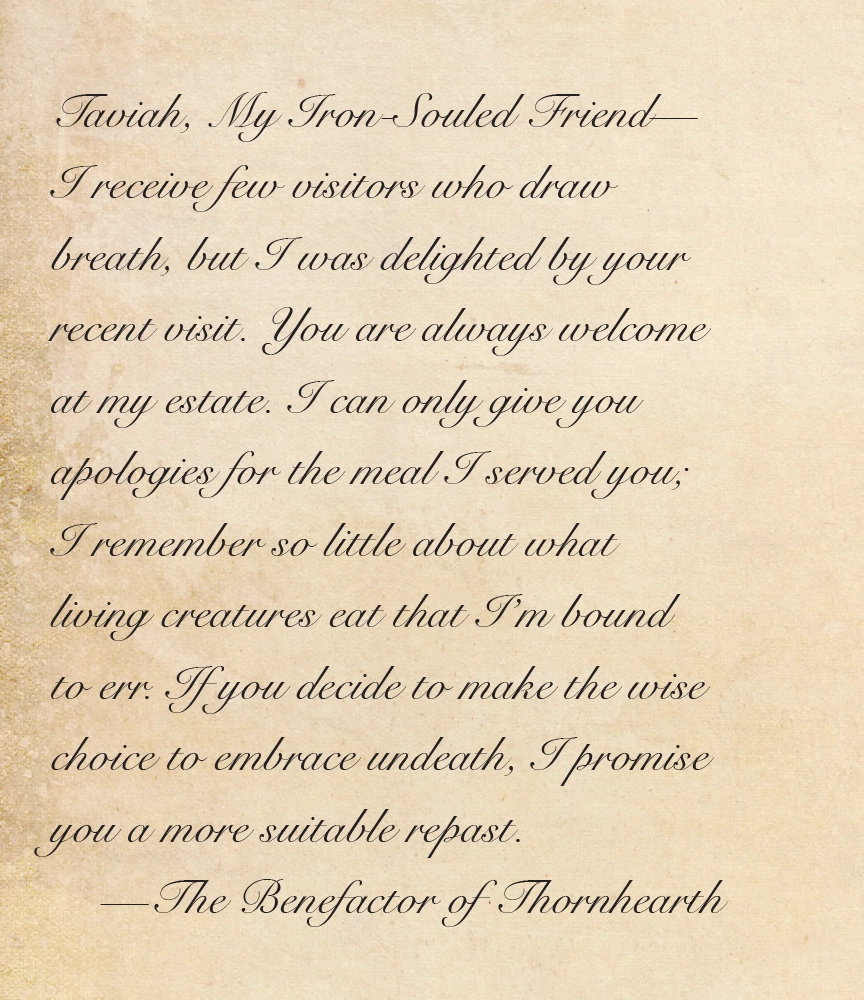 Taviah, My Iron-Souled Friend—
I receive few visitors who draw
breath, but I was delighted by your
recent visit. You are always welcome
at my estate. I can only give you
apologies for the meal I served you;
I remember so little about what
living creatures eat that I’m bound
to err. If you decide to make the wise
choice to embrace undeath, I promise
you a more suitable repast.
—The Benefactor of Thornhearth